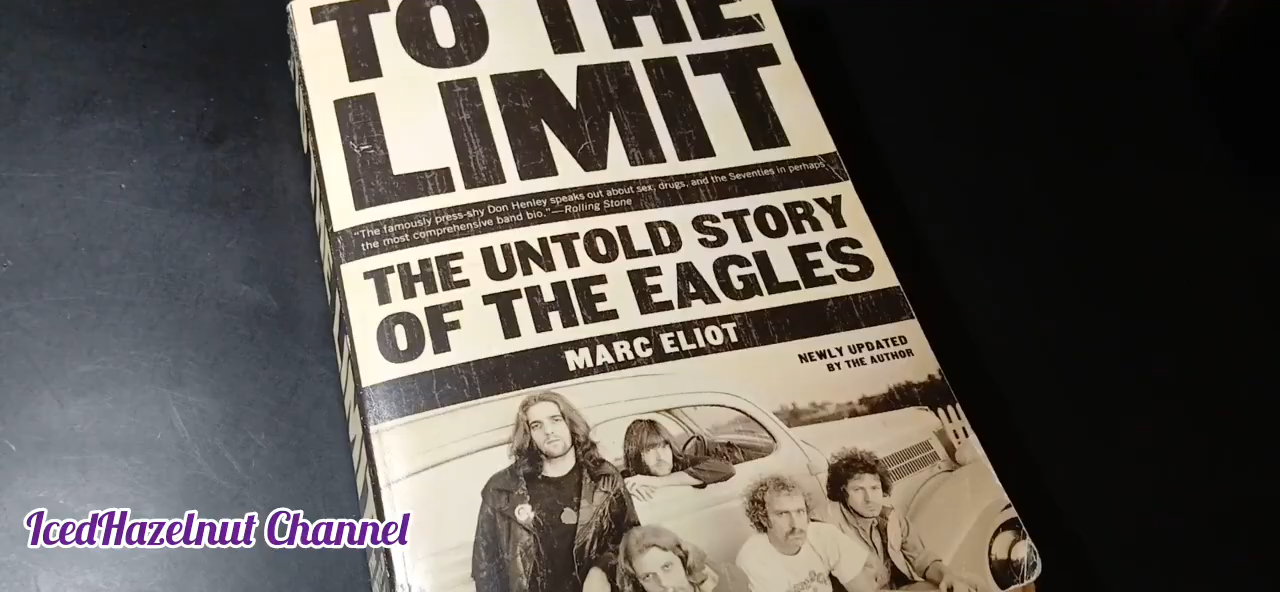 TO THE
LIMIT
“The famously press-shy Don Henley speaks out about sex, drugs, and the Seventies in perhaps
the most comprehensive band bio.”—Rolling Stone
THE UNTOLD STORY
OF THE EAGLES
MARC ELIOT
NEWLY UPDATED
BY THE AUTHOR
IcedHazelnut Channel